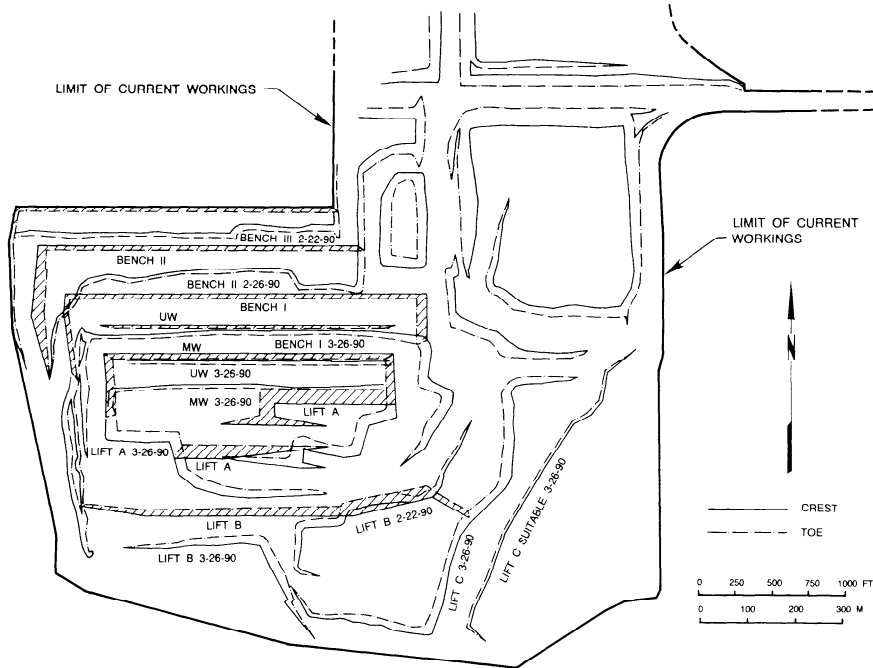 LIMIT OF CURRENT WORKINGS
LIMIT OF CURRENT
WORKINGS
BENCH III 2-22-90
BENCH II
BENCH II 2-26-90
BENCH I
UW
MW
BENCH I 3-26-90
UW 3-26-90
MW 3-26-90
LIFT A
LIFT A 3-26-90
LIFT A
LIFT B
LIFT B 2-22-90
LIFT B 3-26-90
LIFT C 3-26-90
LIFT C SUITABLE 3-26-90
N
CREST
TOE
0 250 500 750 1000 FT
0 100 200 300 M